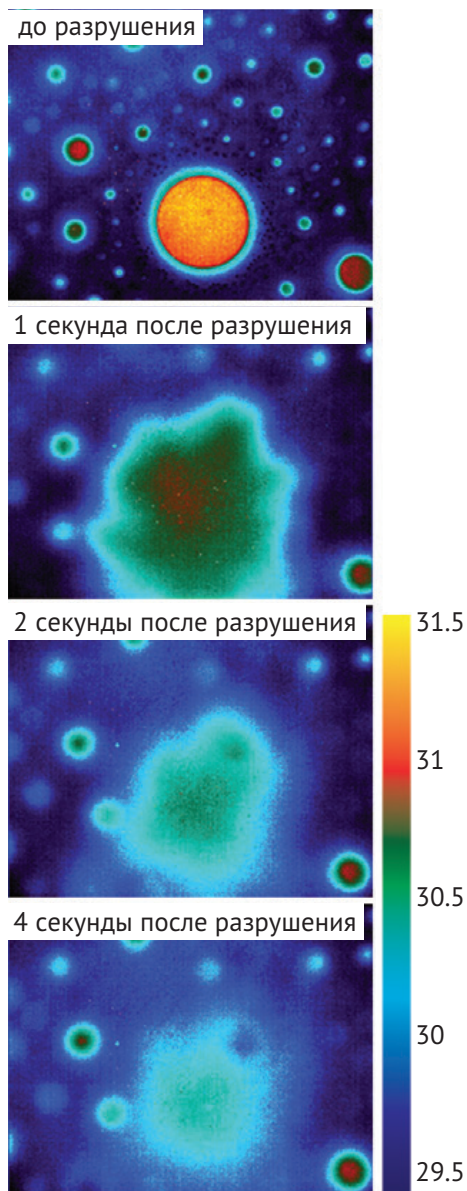 до разрушения
1 секунда после разрушения
2 секунды после разрушения
31.5
31
4 секунды после разрушения
30.5
30
29.5